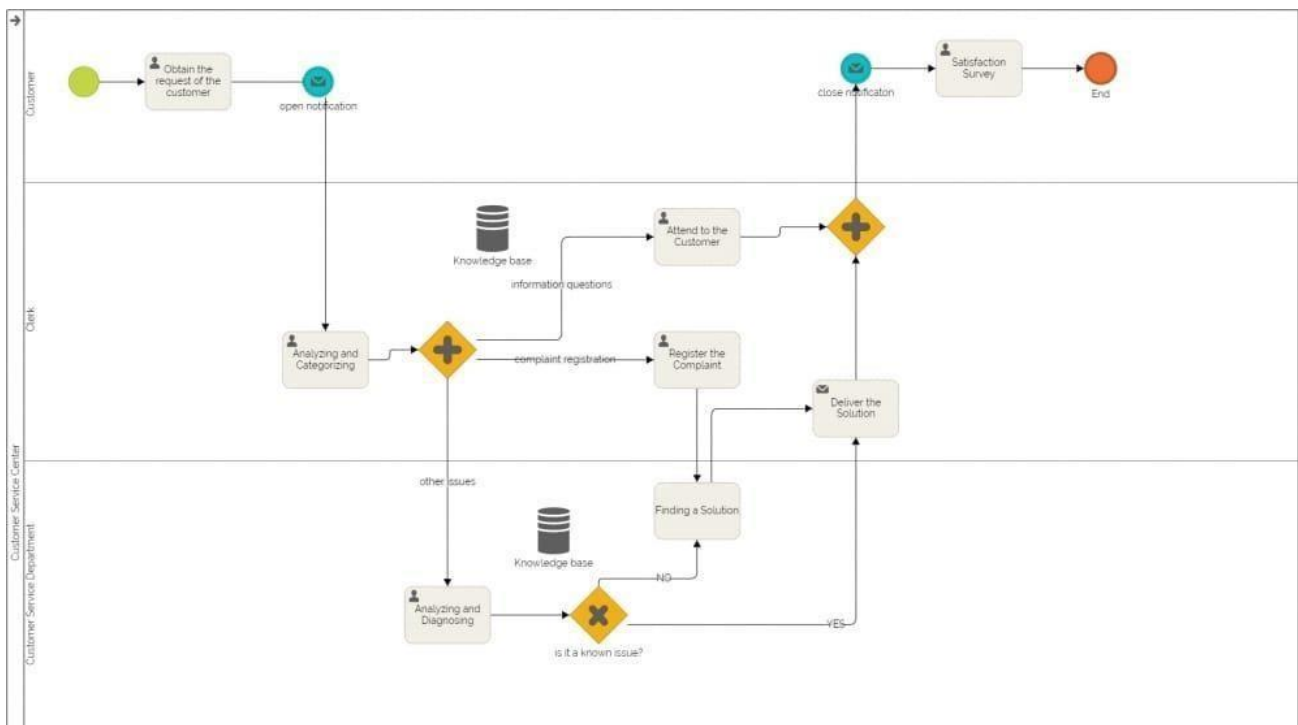 Customer Service Center
Customer
Obtain the
request of the
customer
open notification
close notificaton
Satisfaction
Survey
End
Clerk
Knowledge base
Attend to the
Customer
information questions
Analyzing and
Categorizing
complaint registration
Register the
Complaint
Deliver the
Solution
Customer Service Department
other issues
Finding a Solution
Knowledge base
NO
Analyzing and
Diagnosing
YES
is it a known issue?